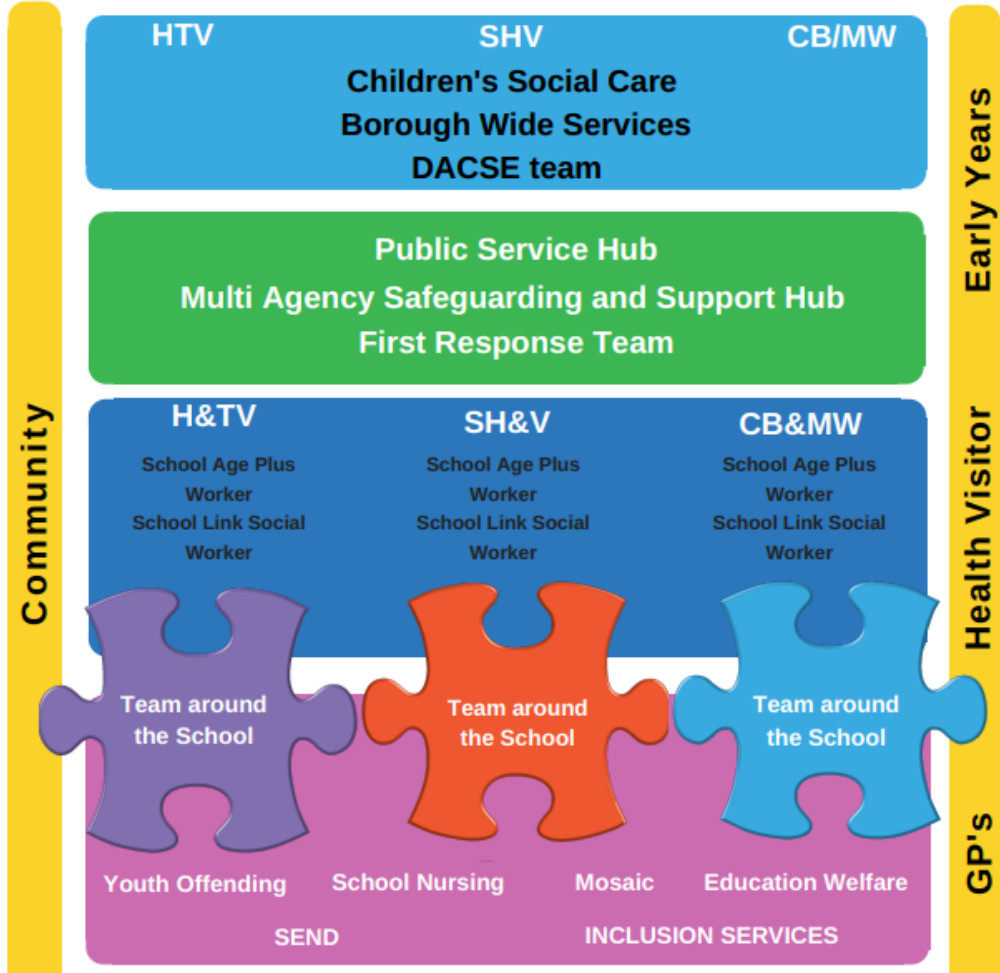 Community
HTV SHV CB/MW
Children's Social Care
Borough Wide Services
DACSE team
Public Service Hub
Multi Agency Safeguarding and Support Hub
First Response Team
H&TV SH&V CB&MW
School Age Plus School Age Plus School Age Plus
Worker Worker Worker
School Link Social School Link Social School Link Social
Worker Worker Worker
Team around Team around Team around
the School the School the School
Youth Offending School Nursing Mosaic Education Welfare
SEND INCLUSION SERVICES
Early Years
Health Visitor
GP's